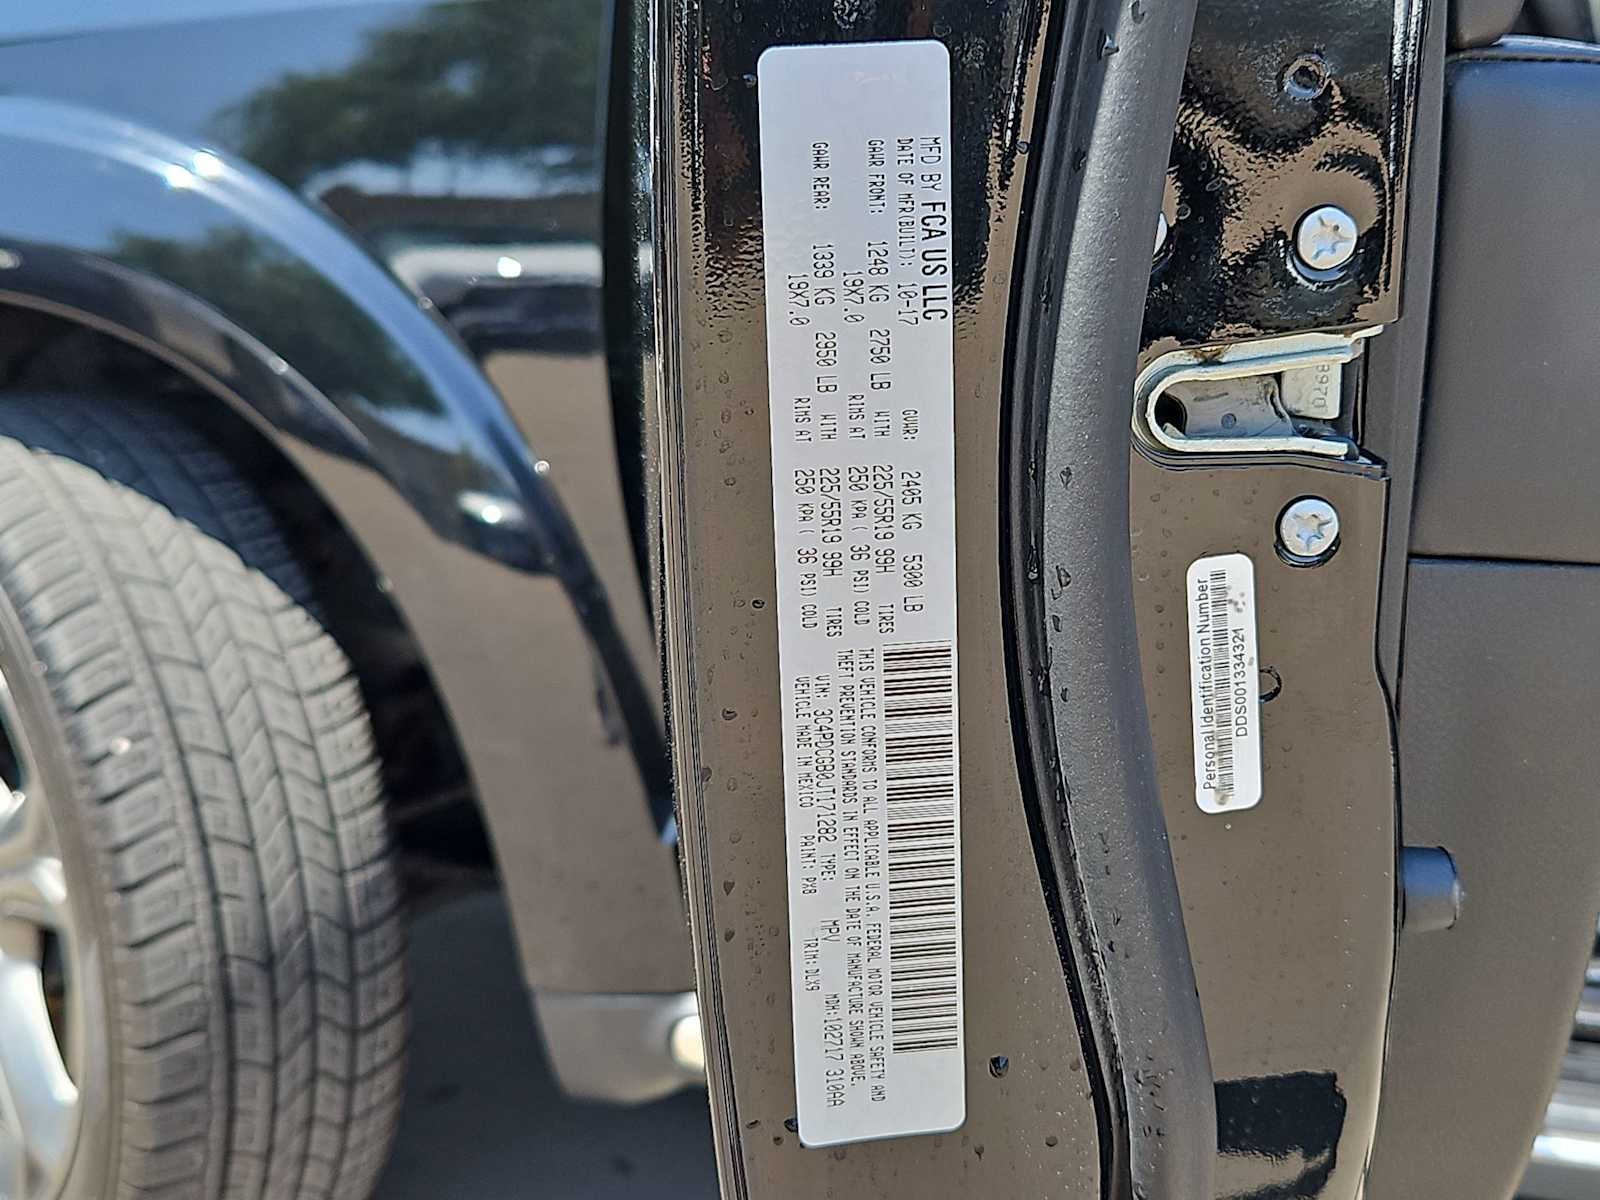 MFD BY FCA US LLC
DATE OF MFR(BUILT): 10-17 GVWR: 2405 KG 5300 LB
GAWR FRONT: 1248 KG 2750 LB WITH 225/55R19 99H TIRES
19X7.0 RIMS AT 250 KPA ( 36 PSI) COLD
GAWR REAR: 1339 KG 2950 LB WITH 225/55R19 99H TIRES
19X7.0 RIMS AT 250 KPA ( 36 PSI) COLD
THIS VEHICLE CONFORMS TO ALL APPLICABLE U.S.A. FEDERAL MOTOR VEHICLE SAFETY AND
THEFT PREVENTION STANDARDS IN EFFECT ON THE DATE OF MANUFACTURE SHOWN ABOVE.
VIN: 3C4PDCGB0JT171282 TYPE: MPV MDH:102717 310AA
VEHICLE MADE IN MEXICO PAINT: PX8 TRIM: DLX9
Personal Identification Number
DDS001334321